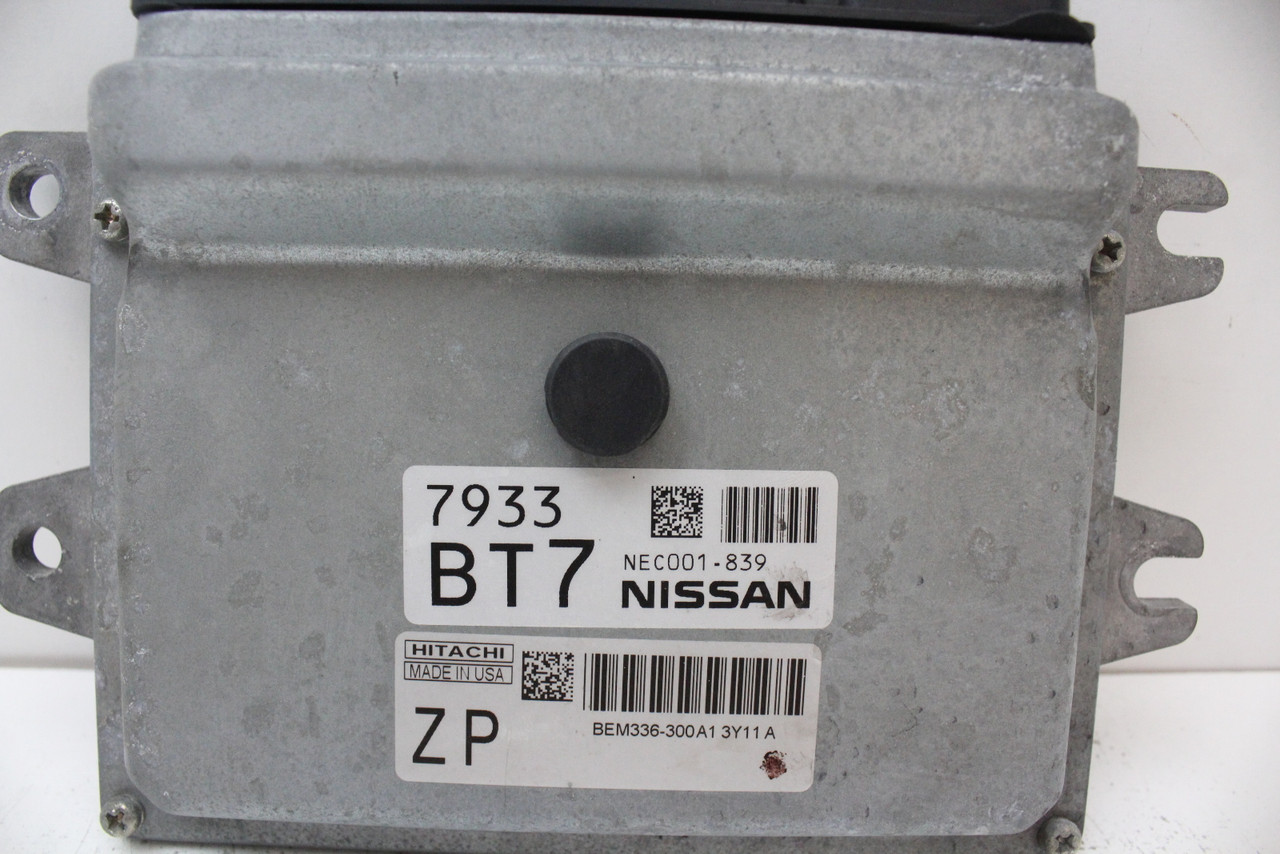 7933
BT7
NEC001-839
NISSAN
HITACHI
MADE IN USA
ZP
BEM336-300A1 3Y11 A